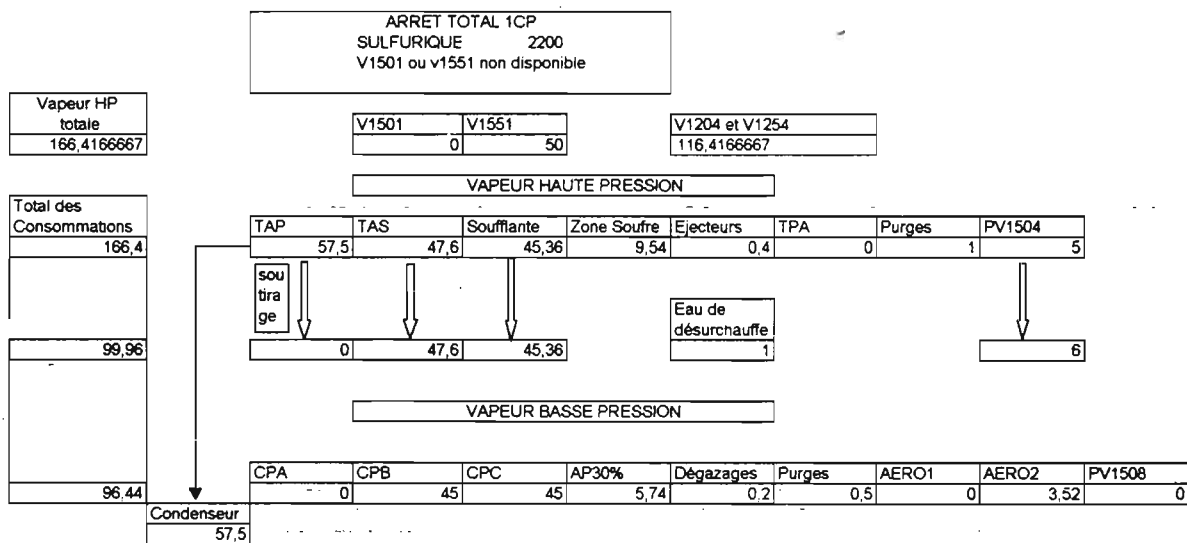 ARRET TOTAL 1CP
SULFURIQUE 2200
V1501 ou v1551 non disponible
Vapeur HP
totale
166,4166667
V1501 V1551
0 50
V1204 et V1254
116,4166667
VAPEUR HAUTE PRESSION
Total des
Consommations
166,4
TAP TAS Soufflante Zone Soufre Ejecteurs TPA Purges PV1504
57,5 47,6 45,36 9,54 0,4 0 1 5
sou
tira
ge
Eau de
désurchauffe
99,96
0 47,6 45,36 1 6
VAPEUR BASSE PRESSION
CPA CPB CPC AP30% Dégazages Purges AERO1 AERO2 PV1508
96,44
0 45 45 5,74 0,2 0,5 0 3,52 0
Condenseur
57,5